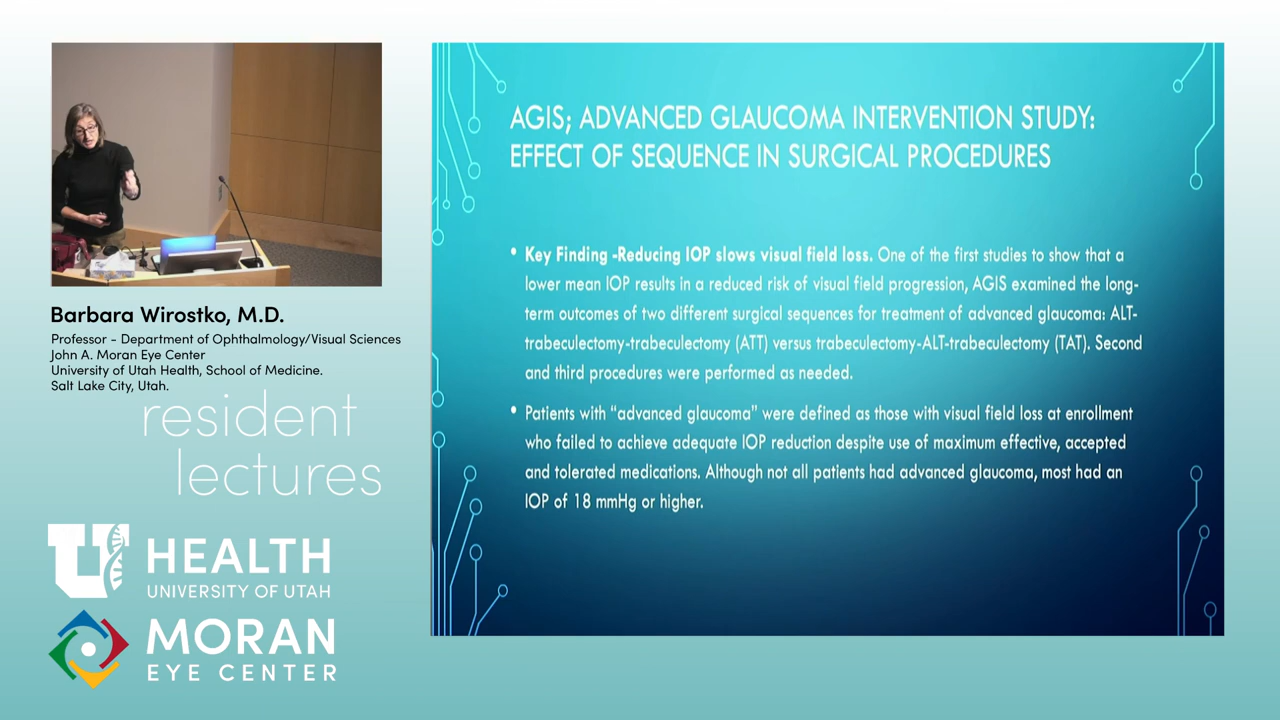 AGIS; ADVANCED GLAUCOMA INTERVENTION STUDY:
EFFECT OF SEQUENCE IN SURGICAL PROCEDURES
• Key Finding -Reducing IOP slows visual field loss. One of the first studies to show that a
lower mean IOP results in a reduced risk of visual field progression, AGIS examined the long-
term outcomes of two different surgical sequences for treatment of advanced glaucoma: ALT-
trabeculectomy-trabeculectomy (ATT) versus trabeculectomy-ALT-trabeculectomy (TAT). Second
and third procedures were performed as needed.
• Patients with “advanced glaucoma” were defined as those with visual field loss at enrollment
who failed to achieve adequate IOP reduction despite use of maximum effective, accepted
and tolerated medications. Although not all patients had advanced glaucoma, most had an
IOP of 18 mmHg or higher.
Barbara Wirostko, M.D.
Professor - Department of Ophthalmology/Visual Sciences
John A. Moran Eye Center
University of Utah Health, School of Medicine.
Salt Lake City, Utah.
resident
lectures
U HEALTH
UNIVERSITY OF UTAH
MORAN
EYE CENTER